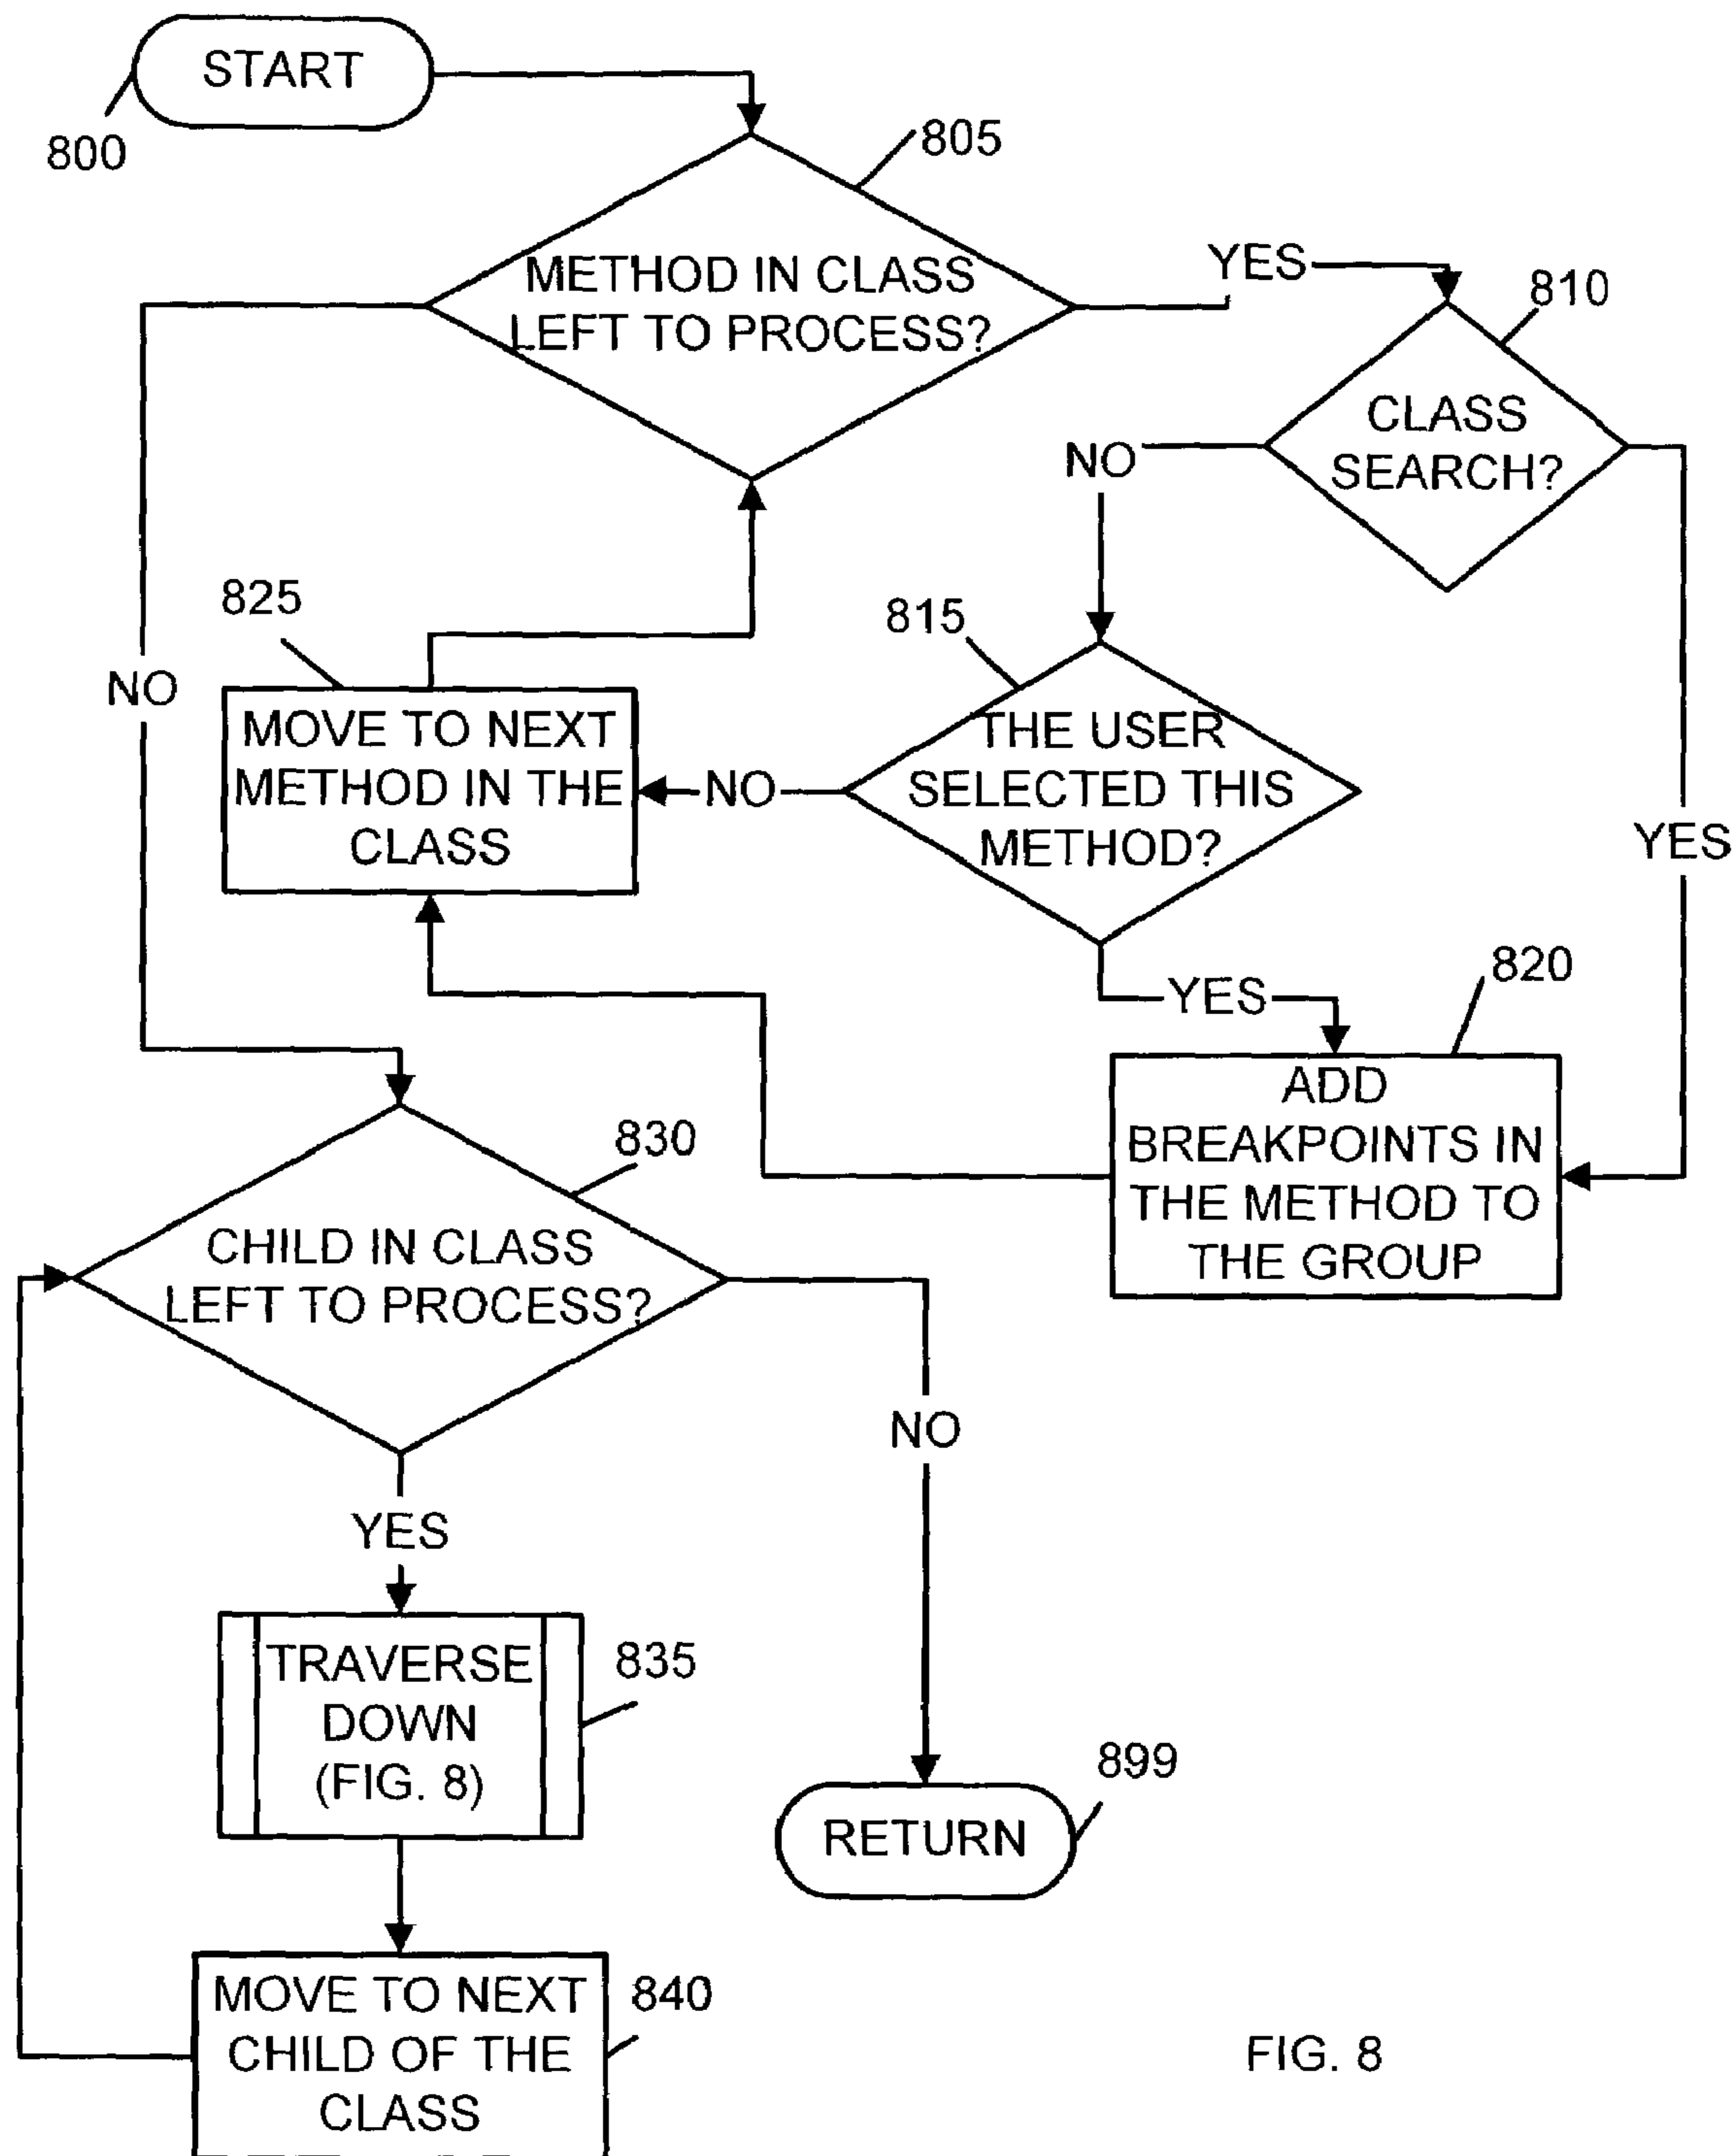 START
800
805
METHOD IN CLASS
LEFT TO PROCESS?
YES
810
CLASS
SEARCH?
NO
825
815
NO
MOVE TO NEXT
METHOD IN THE
CLASS
NO
THE USER
SELECTED THIS
METHOD?
YES
820
YES
ADD
BREAKPOINTS IN
THE METHOD TO
THE GROUP
830
CHILD IN CLASS
LEFT TO PROCESS?
NO
YES
TRAVERSE
DOWN
(FIG. 8)
835
899
RETURN
MOVE TO NEXT
CHILD OF THE
CLASS
840
FIG. 8